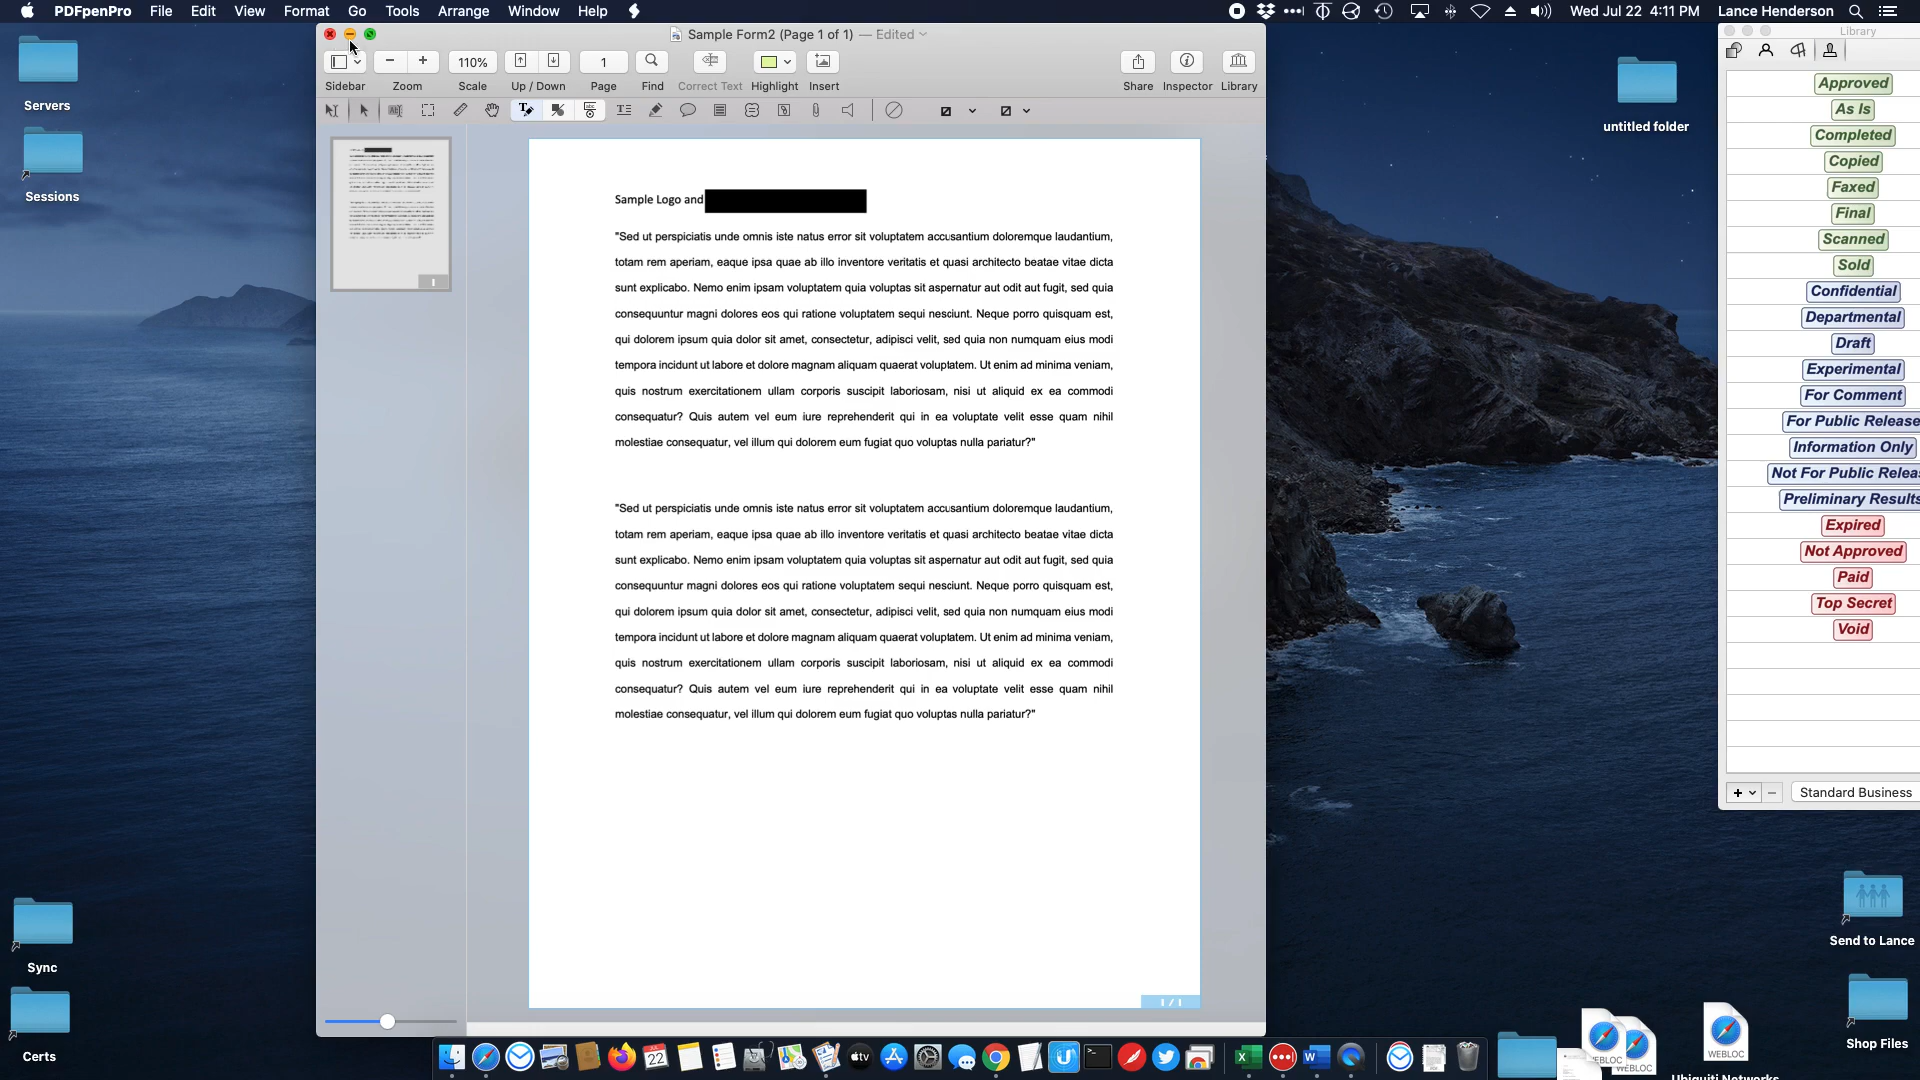 PDFpenPro File Edit View Format Go Tools Arrange Window Help
Wed Jul 22 4:11 PM Lance Henderson
Sample Form2 (Page 1 of 1) — Edited
Library
110%
1
Sidebar Zoom Scale Up / Down Page Find Correct Text Highlight Insert Share Inspector Library
Servers
Sessions
untitled folder
Sample Logo and
"Sed ut perspiciatis unde omnis iste natus error sit voluptatem accusantium doloremque laudantium,
totam rem aperiam, eaque ipsa quae ab illo inventore veritatis et quasi architecto beatae vitae dicta
sunt explicabo. Nemo enim ipsam voluptatem quia voluptas sit aspernatur aut odit aut fugit, sed quia
consequuntur magni dolores eos qui ratione voluptatem sequi nesciunt. Neque porro quisquam est,
qui dolorem ipsum quia dolor sit amet, consectetur, adipisci velit, sed quia non numquam eius modi
tempora incidunt ut labore et dolore magnam aliquam quaerat voluptatem. Ut enim ad minima veniam,
quis nostrum exercitationem ullam corporis suscipit laboriosam, nisi ut aliquid ex ea commodi
consequatur? Quis autem vel eum iure reprehenderit qui in ea voluptate velit esse quam nihil
molestiae consequatur, vel illum qui dolorem eum fugiat quo voluptas nulla pariatur?"
"Sed ut perspiciatis unde omnis iste natus error sit voluptatem accusantium doloremque laudantium,
totam rem aperiam, eaque ipsa quae ab illo inventore veritatis et quasi architecto beatae vitae dicta
sunt explicabo. Nemo enim ipsam voluptatem quia voluptas sit aspernatur aut odit aut fugit, sed quia
consequuntur magni dolores eos qui ratione voluptatem sequi nesciunt. Neque porro quisquam est,
qui dolorem ipsum quia dolor sit amet, consectetur, adipisci velit, sed quia non numquam eius modi
tempora incidunt ut labore et dolore magnam aliquam quaerat voluptatem. Ut enim ad minima veniam,
quis nostrum exercitationem ullam corporis suscipit laboriosam, nisi ut aliquid ex ea commodi
consequatur? Quis autem vel eum iure reprehenderit qui in ea voluptate velit esse quam nihil
molestiae consequatur, vel illum qui dolorem eum fugiat quo voluptas nulla pariatur?"
1 / 1
Approved
As Is
Completed
Copied
Faxed
Final
Scanned
Sold
Confidential
Departmental
Draft
Experimental
For Comment
For Public Release
Information Only
Not For Public Releas
Preliminary Results
Expired
Not Approved
Paid
Top Secret
Void
Standard Business
Send to Lance
Shop Files
Sync
Certs
WEBLOC
WEBLOC
WEBLOC
Ubiquiti Networks